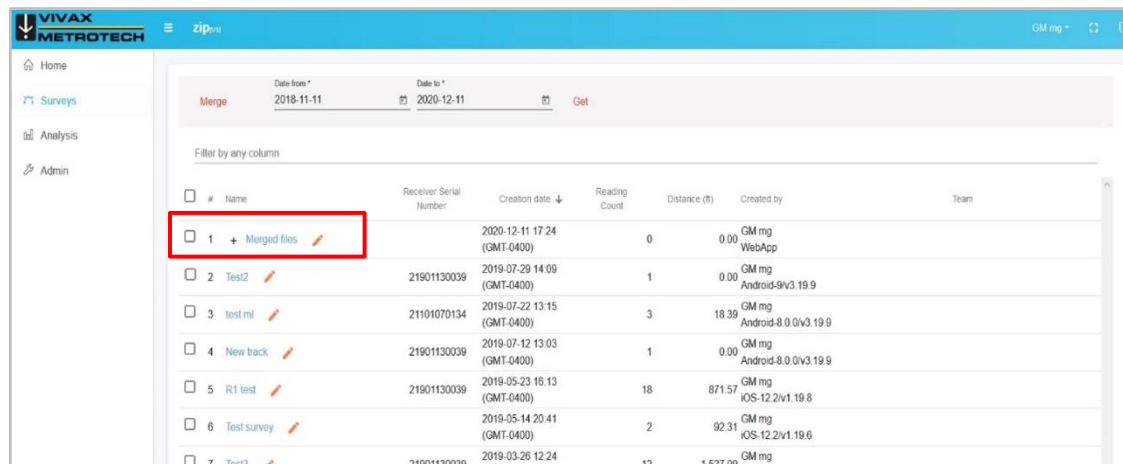 VIVAX
METROTECH
zip
GM mg
Home
Surveys
Analysis
Admin
Date from *
Date to *
Merge
2018-11-11
2020-12-11
Get
Filter by any column
# Name
Receiver Serial
Number
Creation date
Reading
Count
Distance (ft)
Created by
Team
1 + Merged files
2020-12-11 17:24
(GMT-0400)
0
0.00
GM mg
WebApp
2 Test2
21901130039
2019-07-29 14:09
(GMT-0400)
1
0.00
GM mg
Android-9/v3.19.9
3 test ml
21101070134
2019-07-22 13:15
(GMT-0400)
3
18.39
GM mg
Android-8.0.0/v3.19.9
4 New track
21901130039
2019-07-12 13:03
(GMT-0400)
1
0.00
GM mg
Android-8.0.0/v3.19.9
5 R1 test
21901130039
2019-05-23 16:13
(GMT-0400)
18
871.57
GM mg
iOS-12.2/v1.19.8
6 Test survey
2019-05-14 20:41
(GMT-0400)
2
92.31
GM mg
iOS-12.2/v1.19.6
7 Test3
21901130039
2019-03-26 12:24
12
1,527.09
GM mg